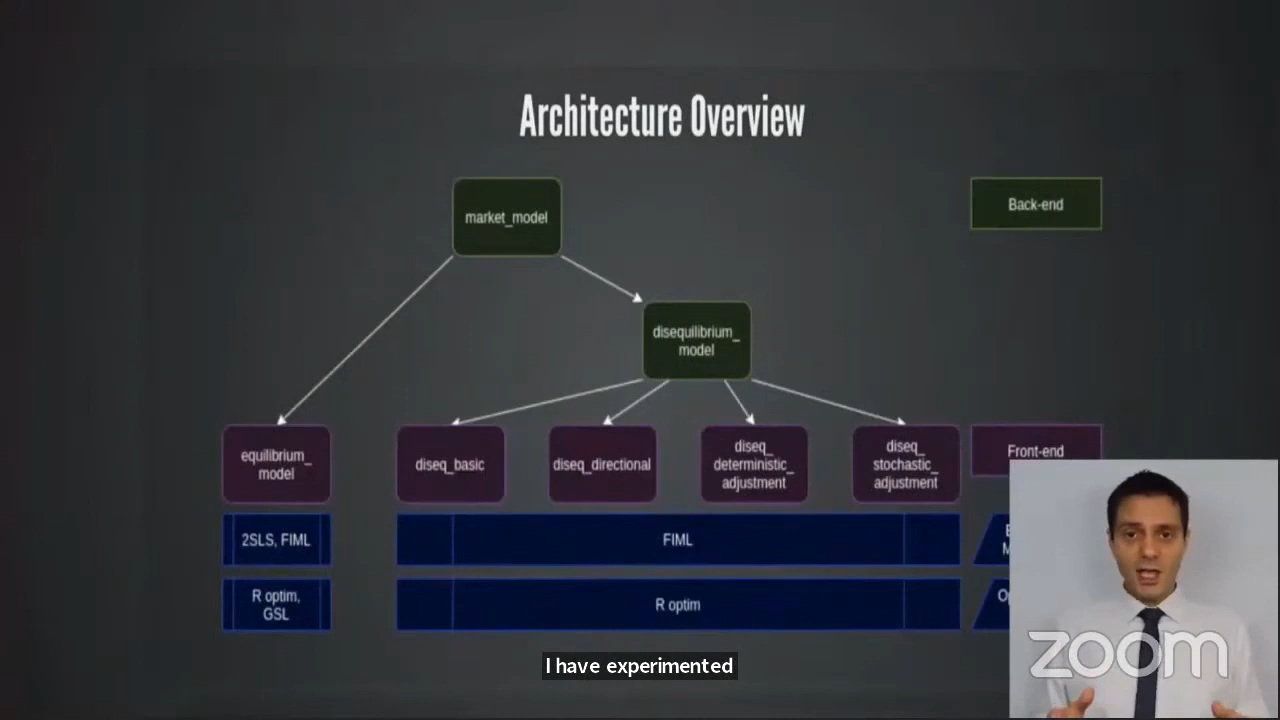 Architecture Overview
market_model
Back-end
disequilibrium_
model
equilibrium_
model
diseq_basic
diseq_directional
diseq_
deterministic_
adjustment
diseq_
stochastic_
adjustment
Front-end
2SLS, FIML
FIML
R optim,
GSL
R optim
I have experimented
zoom